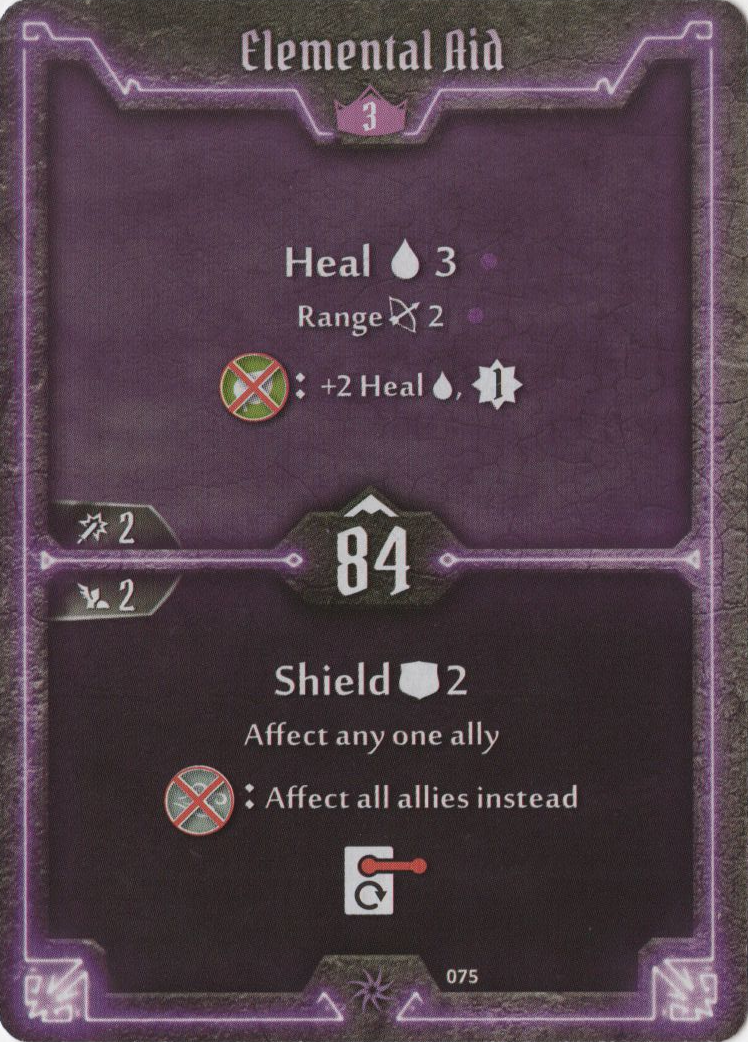 Elemental Aid
3
Heal 3
Range 2
: +2 Heal, 1
2
84
2
Shield 2
Affect any one ally
: Affect all allies instead
075